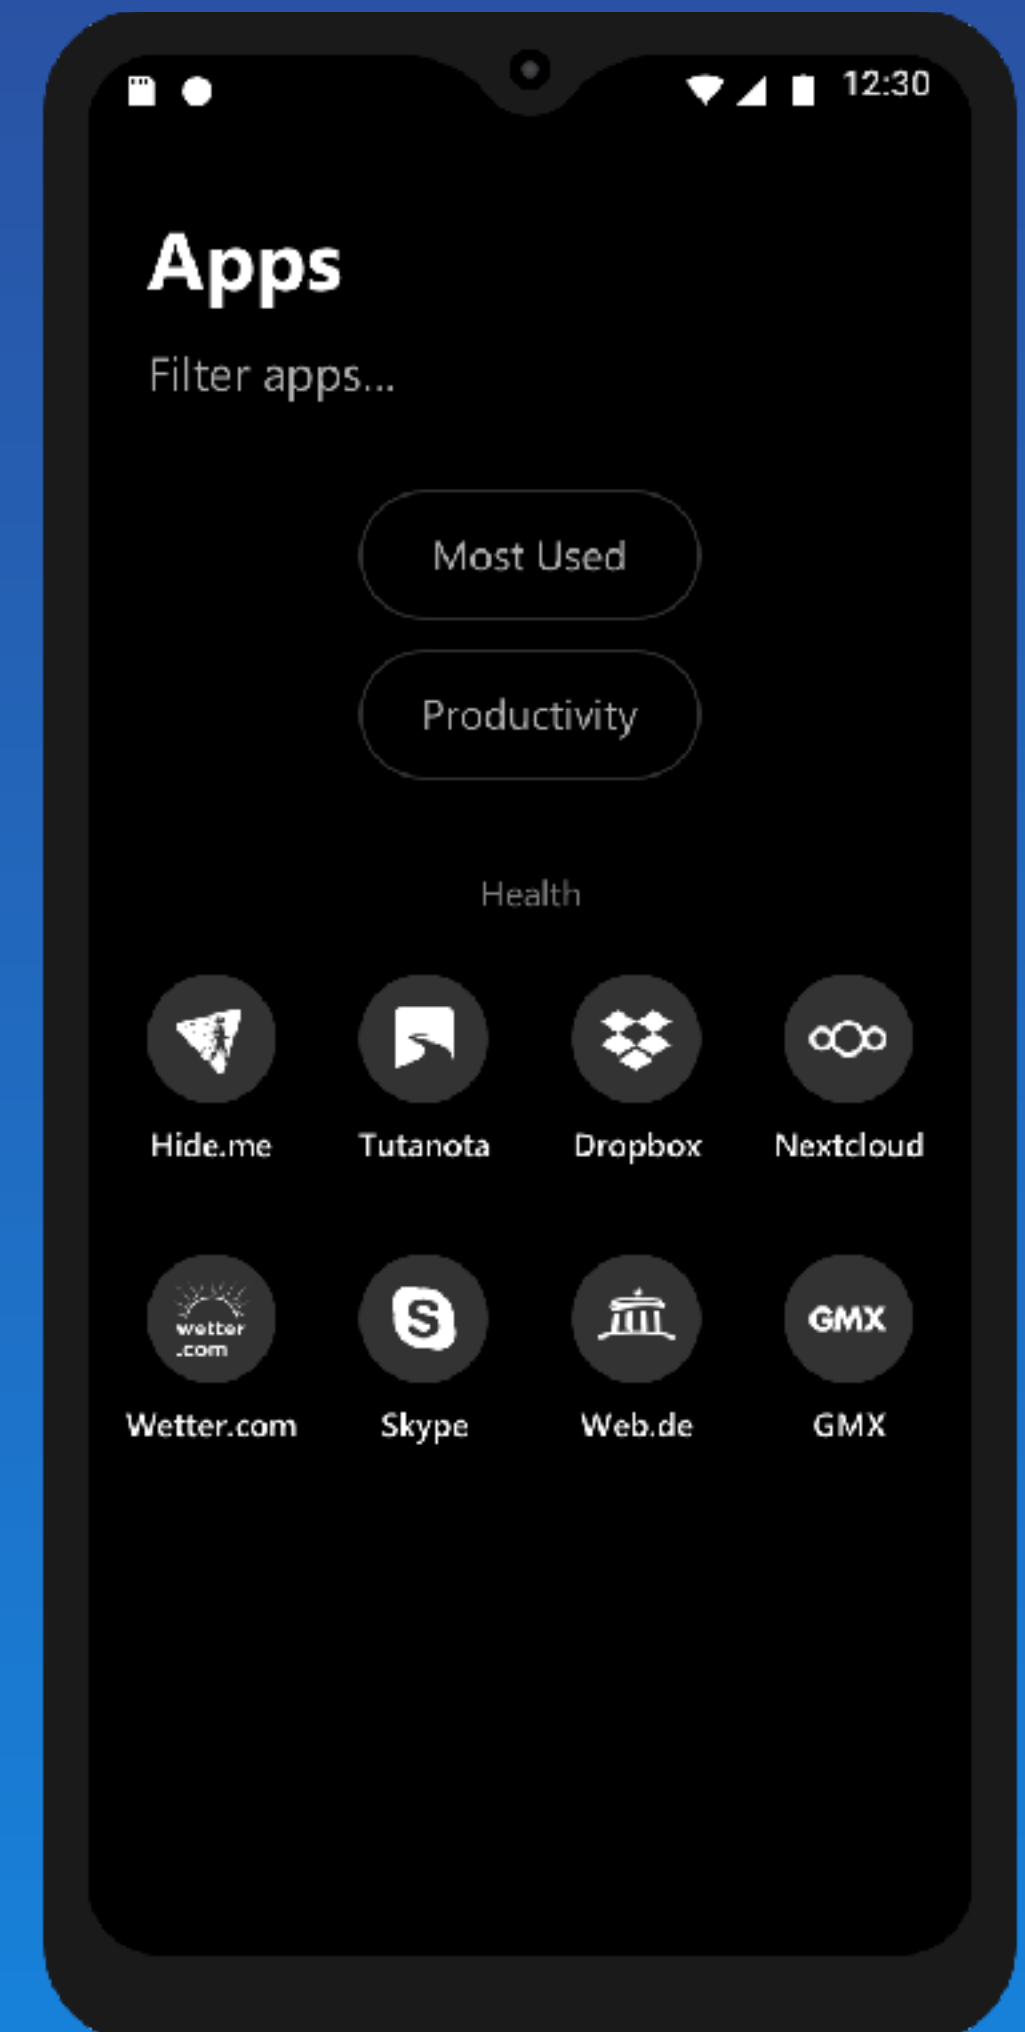 12:30
Apps
Filter apps...
Most Used
Productivity
Health
Hide.me Tutanota Dropbox Nextcloud
wetter
.com
S
GMX
Wetter.com Skype Web.de GMX